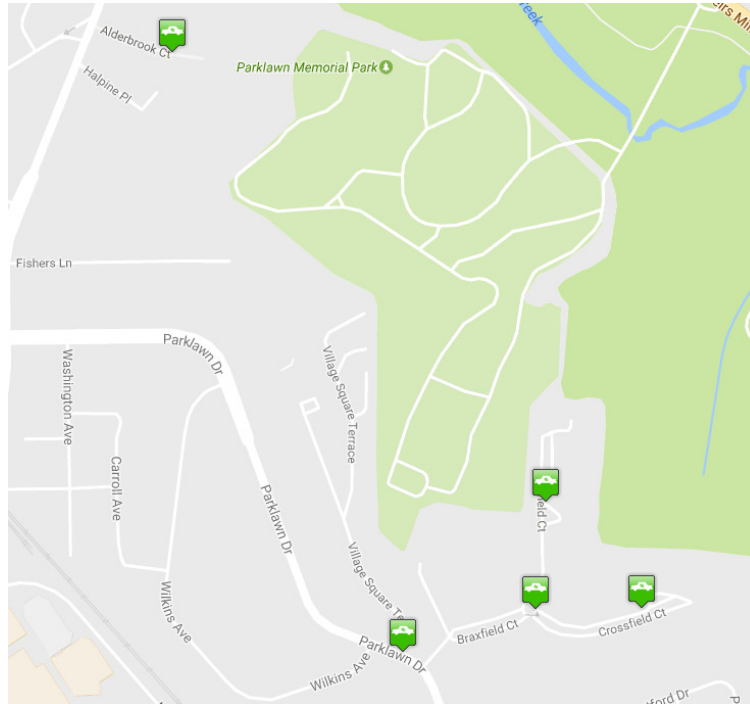 Alderbrook Ct
Halpine Pl
Parklawn Memorial Park
Fishers Ln
Parklawn Dr
Washington Ave
Carroll Ave
Village Square Terrace
Parklawn Dr
Village Square
Wilkins Ave
Parklawn Dr
Wilkins Ave
Braxfield Ct
Crossfield Ct